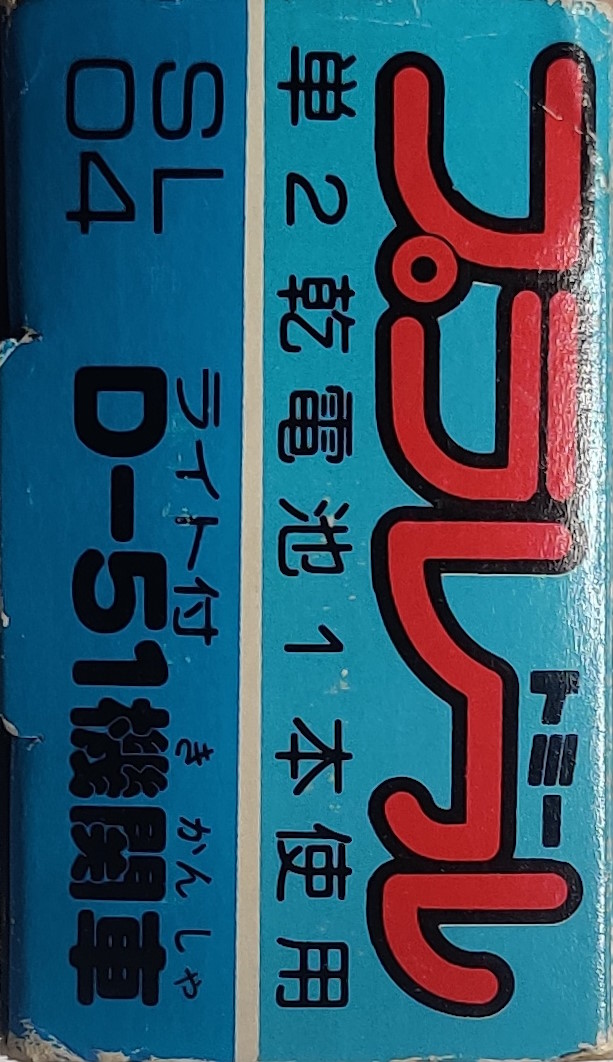 トミー
プラレール
単2乾電池1本使用
SL
04
ライト付
きかんしゃ
D-51機関車